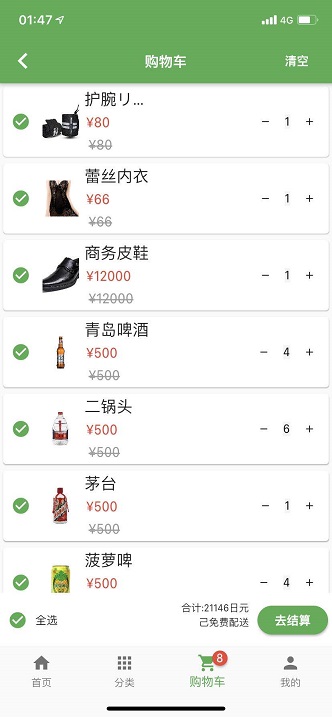 01:47
4G
购物车
清空
护腕リ...
¥80
1
¥80
蕾丝内衣
¥66
1
¥66
商务皮鞋
¥12000
1
¥12000
青岛啤酒
¥500
4
¥500
二锅头
¥500
6
¥500
茅台
¥500
1
¥500
菠萝啤
¥500
4
全选
合计:21146日元
己免费配送
去结算
8
首页
分类
购物车
我的